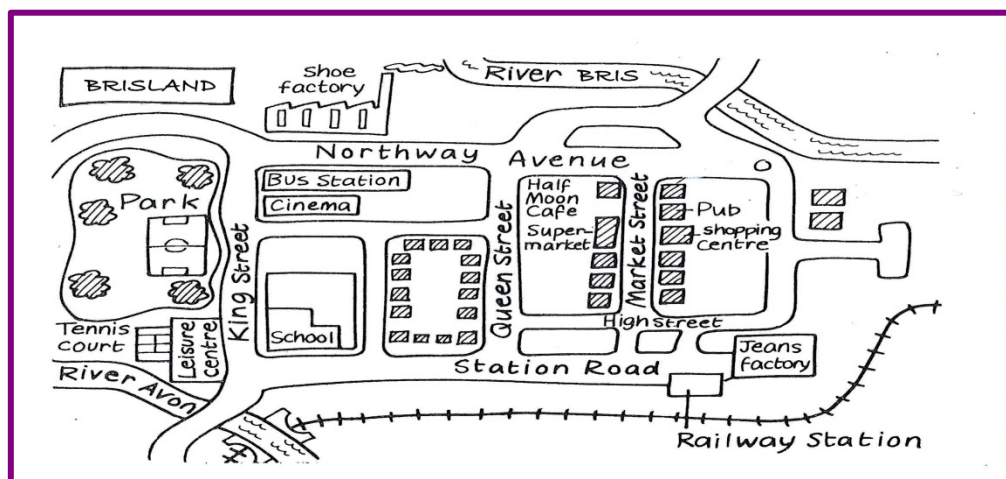 BRISLAND
shoe
factory
River BRIS
Northway Avenue
Bus Station
Cinema
Park
King Street
School
Tennis
Court
Leisure
centre
River Avon
Queen Street
Half
Moon
Cafe
Super-
market
Market Street
Pub
shopping
Centre
High street
Station Road
Jeans
factory
Railway Station